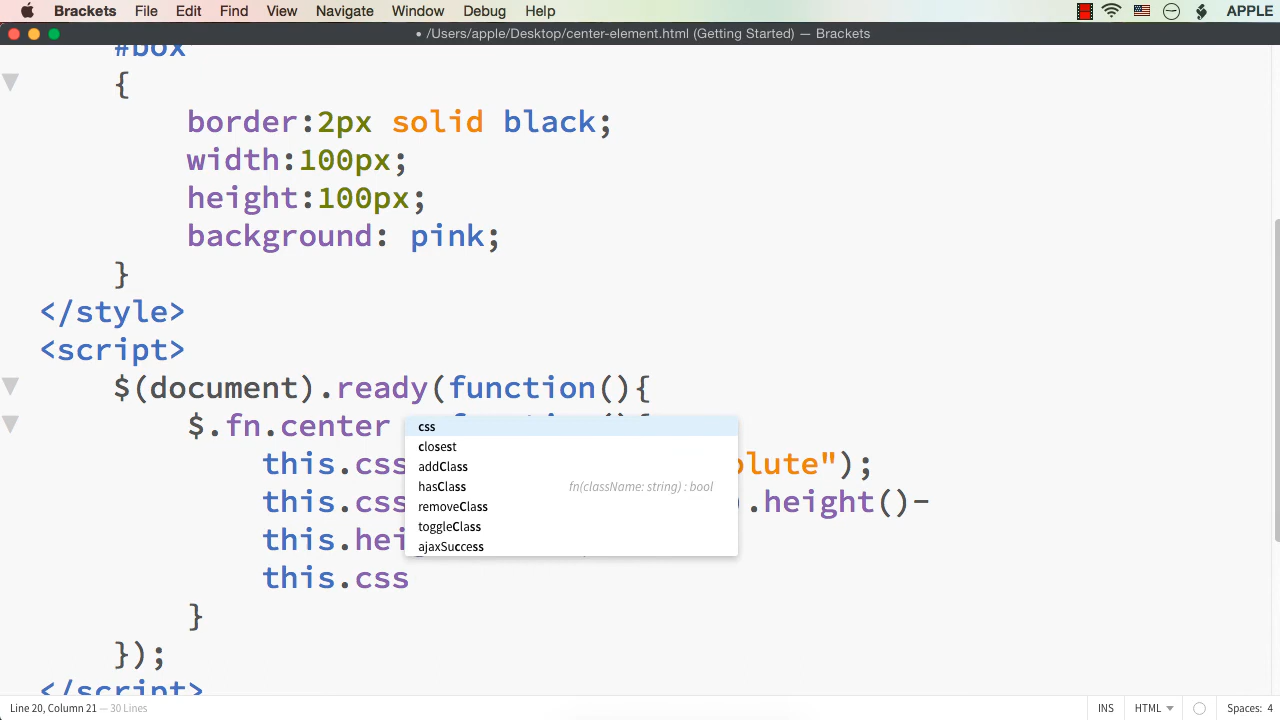 Brackets File Edit Find View Navigate Window Debug Help APPLE
• /Users/apple/Desktop/center-element.html (Getting Started) — Brackets
#box
{
border:2px solid black;
width:100px;
height:100px;
background: pink;
}
</style>
<script>
$(document).ready(function(){
$.fn.center
this.css olute");
this.css ).height()-
this.hei
this.css
css
closest
addClass
hasClass fn(className: string) : bool
removeClass
toggleClass
ajaxSuccess
}
});
</script>
Line 20, Column 21 — 30 Lines INS HTML Spaces: 4